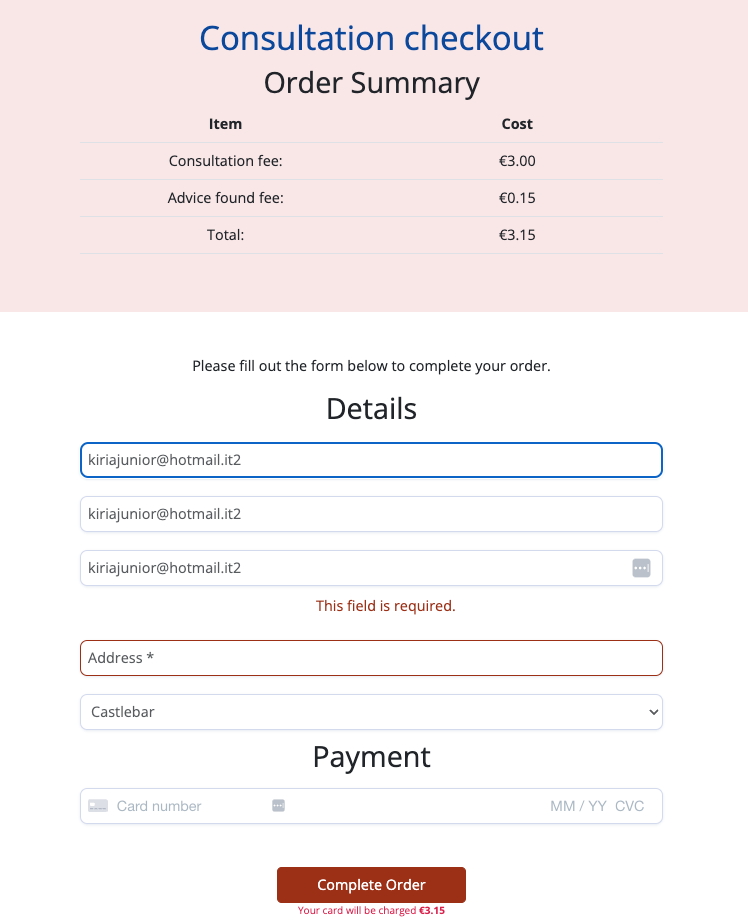 Consultation checkout
Order Summary
Item Cost
Consultation fee: €3.00
Advice found fee: €0.15
Total: €3.15
Please fill out the form below to complete your order.
Details
kiriajunior@hotmail.it2
kiriajunior@hotmail.it2
kiriajunior@hotmail.it2
This field is required.
Address *
Castlebar
Payment
Card number MM / YY CVC
Complete Order
Your card will be charged €3.15